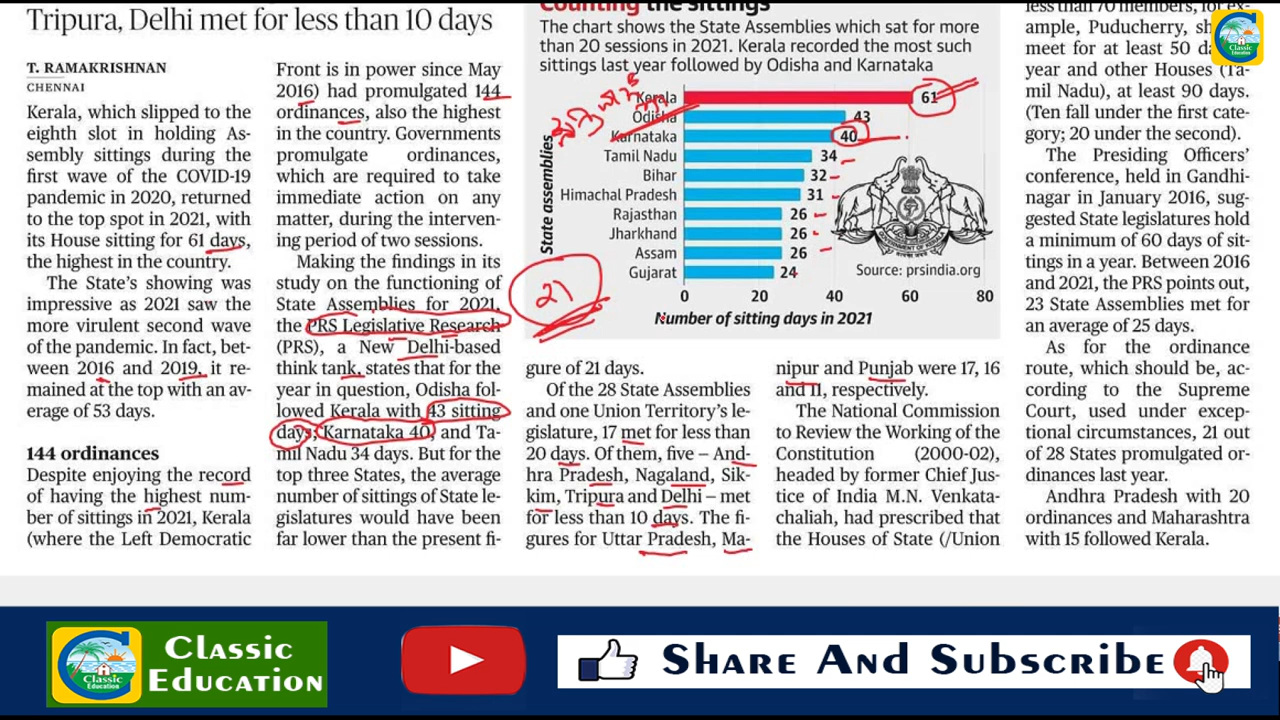 Tripura, Delhi met for less than 10 days
T. RAMAKRISHNAN
CHENNAI
Kerala, which slipped to the
eighth slot in holding As-
sembly sittings during the
first wave of the COVID-19
pandemic in 2020, returned
to the top spot in 2021, with
its House sitting for 61 days,
the highest in the country.
The State's showing was
impressive as 2021 saw the
more virulent second wave
of the pandemic. In fact, bet-
ween 2016 and 2019, it re-
mained at the top with an av-
erage of 53 days.
144 ordinances
Despite enjoying the record
of having the highest num-
ber of sittings in 2021, Kerala
(where the Left Democratic
Front is in power since May
2016) had promulgated 144
ordinances, also the highest
in the country. Governments
promulgate ordinances,
which are required to take
immediate action on any
matter, during the interven-
ing period of two sessions.
Making the findings in its
study on the functioning of
State Assemblies for 2021,
the PRS Legislative Research
(PRS), a New Delhi-based
think tank, states that for the
year in question, Odisha fol-
lowed Kerala with 43 sitting
days; Karnataka 40, and Ta-
mil Nadu 34 days. But for the
top three States, the average
number of sittings of State le-
gislatures would have been
far lower than the present fi-
Counting the sittings
The chart shows the State Assemblies which sat for more
than 20 sessions in 2021. Kerala recorded the most such
sittings last year followed by Odisha and Karnataka
State assemblies
Kerala 61
Odisha 43
Karnataka 40
Tamil Nadu 34
Bihar 32
Himachal Pradesh 31
Rajasthan 26
Jharkhand 26
Assam 26
Gujarat 24
0 20 40 60 80
Number of sitting days in 2021
GOVERNMENT OF KERALA
Source: prsindia.org
21
gure of 21 days.
Of the 28 State Assemblies
and one Union Territory's le-
gislature, 17 met for less than
20 days. Of them, five – And-
hra Pradesh, Nagaland, Sik-
kim, Tripura and Delhi – met
for less than 10 days. The fi-
gures for Uttar Pradesh, Ma-
nipur and Punjab were 17, 16
and 11, respectively.
The National Commission
to Review the Working of the
Constitution (2000-02),
headed by former Chief Jus-
tice of India M.N. Venkata-
chaliah, had prescribed that
the Houses of State (/Union
less than 70 members, for ex-
ample, Puducherry, sh
meet for at least 50 d
year and other Houses (Ta-
mil Nadu), at least 90 days.
(Ten fall under the first cate-
gory; 20 under the second).
The Presiding Officers'
conference, held in Gandhi-
nagar in January 2016, sug-
gested State legislatures hold
a minimum of 60 days of sit-
tings in a year. Between 2016
and 2021, the PRS points out,
23 State Assemblies met for
an average of 25 days.
As for the ordinance
route, which should be, ac-
cording to the Supreme
Court, used under excep-
tional circumstances, 21 out
of 28 States promulgated or-
dinances last year.
Andhra Pradesh with 20
ordinances and Maharashtra
with 15 followed Kerala.
Classic
Education
Classic
Education
CLASSIC
EDUCATION
SHARE AND SUBSCRIBE